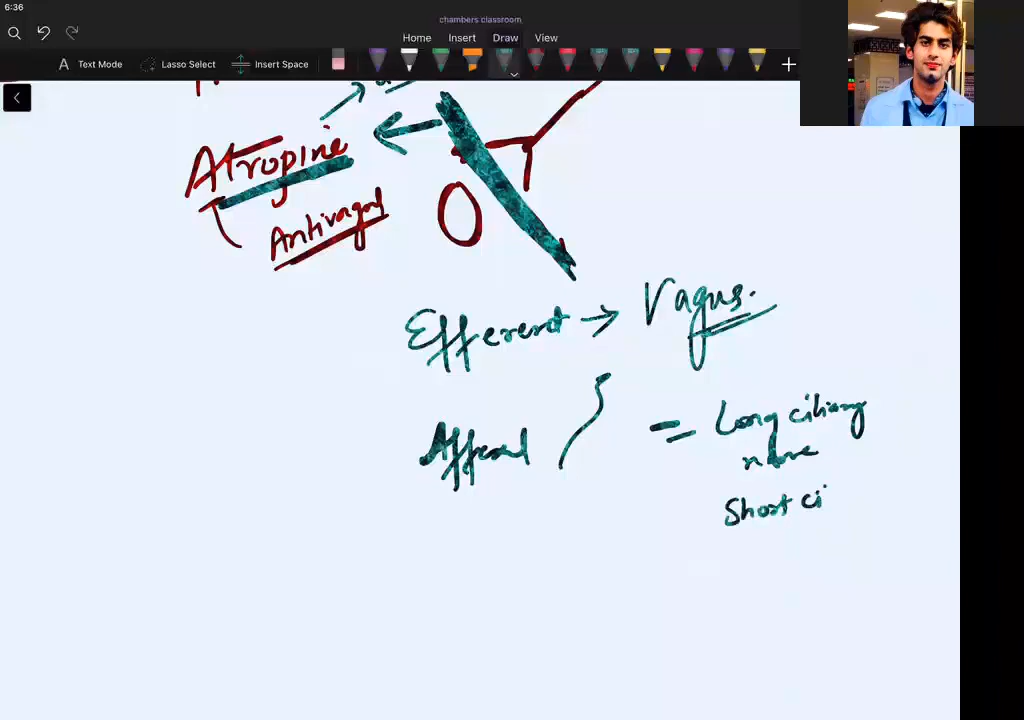 6:36
chambers classroom
Home Insert Draw View
Text Mode Lasso Select Insert Space
Atropine
Antivagal
Efferent → Vagus.
Afferent = Long ciliary
nerve
Short ci